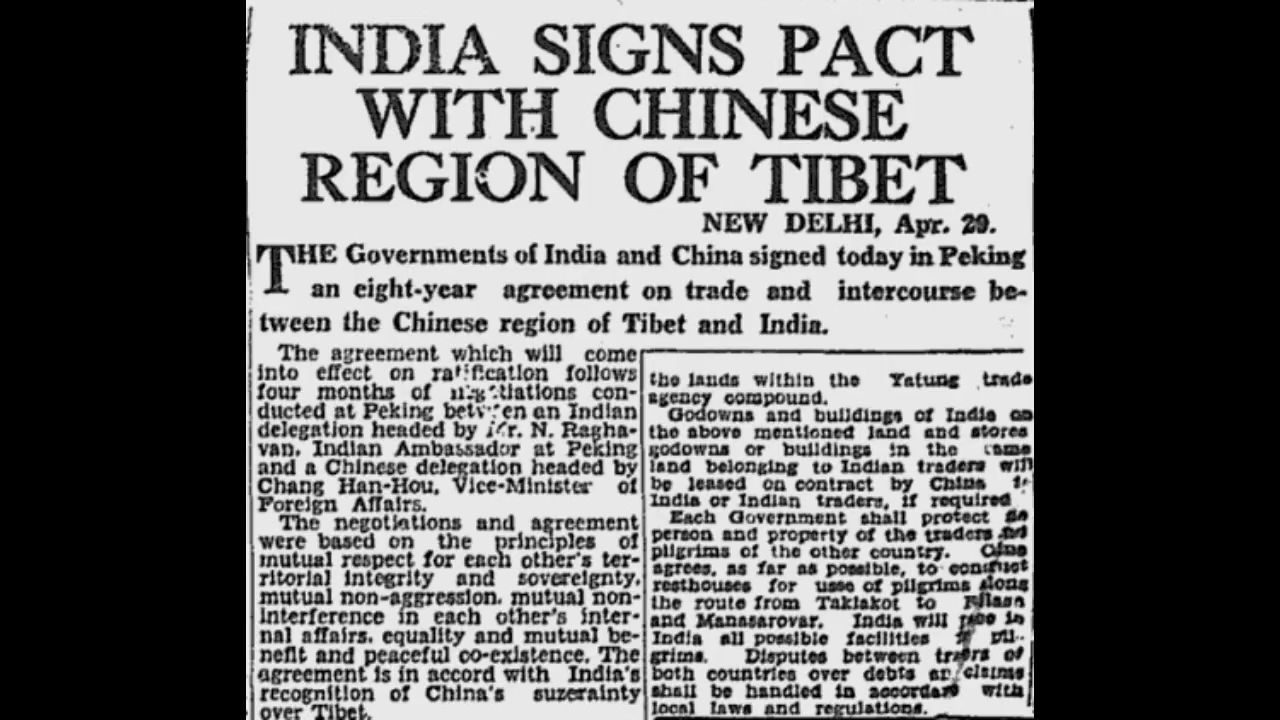 INDIA SIGNS PACT
WITH CHINESE
REGION OF TIBET
NEW DELHI, Apr. 29.
THE Governments of India and China signed today in Peking
an eight-year agreement on trade and intercourse be-
tween the Chinese region of Tibet and India.
The agreement which will come
into effect on ratification follows
four months of negotiations con-
ducted at Peking between an Indian
delegation headed by Mr. N. Ragha-
van, Indian Ambassador at Peking
and a Chinese delegation headed by
Chang Han-Hou, Vice-Minister of
Foreign Affairs.
The negotiations and agreement
were based on the principles of
mutual respect for each other's ter-
ritorial integrity and sovereignty,
mutual non-aggression, mutual non-
interference in each other's inter-
nal affairs, equality and mutual be-
nefit and peaceful co-existence. The
agreement is in accord with India's
recognition of China's suzerainty
over Tibet.
the lands within the Yatung trade
agency compound.
Godowns and buildings of India on
the above mentioned land and stores
godowns or buildings in the same
land belonging to Indian traders will
be leased on contract by China to
India or Indian traders, if required
Each Government shall protect
person and property of the traders and
pilgrims of the other country. China
agrees, as far as possible, to
resthouses for use of pilgrims along
the route from Taklakot to
and Manasarovar. India will in
India all possible facilities pil-
grims. Disputes between traders of
both countries over debts or claims
shall be handled in with
local laws and regulations.